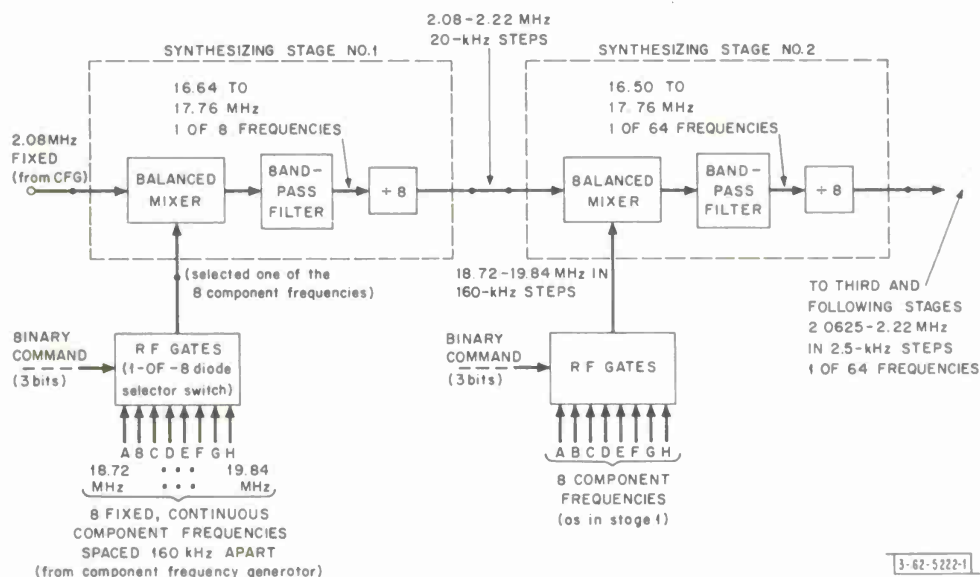 2.08-2.22 MHz
20-kHz STEPS
SYNTHESIZING STAGE NO.1
SYNTHESIZING STAGE NO.2
16.64 TO
17.76 MHz
1 OF 8 FREQUENCIES
16.50 TO
17.76 MHz
1 OF 64 FREQUENCIES
2.08MHz
FIXED
(from CFG)
BALANCED
MIXER
BAND-
PASS
FILTER
÷ 8
BALANCED
MIXER
BAND-
PASS
FILTER
÷ 8
(selected one of the
8 component frequencies)
18.72-19.84 MHz IN
160-kHz STEPS
TO THIRD AND
FOLLOWING STAGES
2.0625-2.22 MHz
IN 2.5-kHz STEPS
1 OF 64 FREQUENCIES
BINARY
COMMAND
(3 bits)
RF GATES
(1-OF-8 diode
selector switch)
BINARY
COMMAND
(3 bits)
RF GATES
A B C D E F G H
18.72 MHz • • • 19.84 MHz
8 FIXED, CONTINUOUS
COMPONENT FREQUENCIES
SPACED 160 kHz APART
(from component frequency generator)
A B C D E F G H
8 COMPONENT
FREQUENCIES
(as in stage 1)
3-62-5222-1